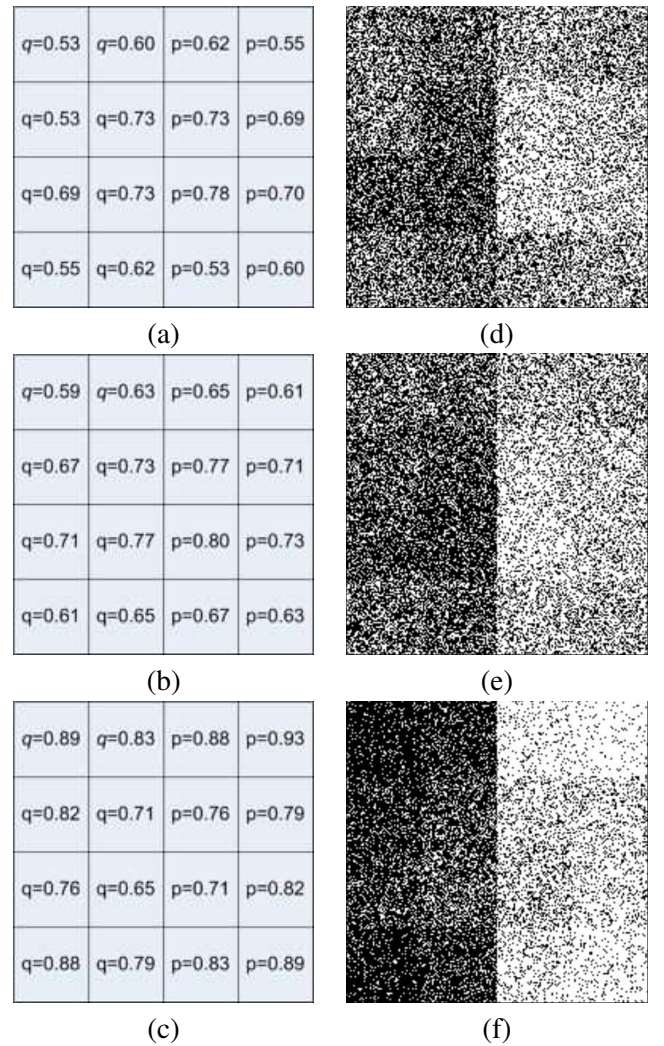 q=0.53 q=0.60 p=0.62 p=0.55
q=0.53 q=0.73 p=0.73 p=0.69
q=0.69 q=0.73 p=0.78 p=0.70
q=0.55 q=0.62 p=0.53 p=0.60
(a) (d)
q=0.59 q=0.63 p=0.65 p=0.61
q=0.67 q=0.73 p=0.77 p=0.71
q=0.71 q=0.77 p=0.80 p=0.73
q=0.61 q=0.65 p=0.67 p=0.63
(b) (e)
q=0.89 q=0.83 p=0.88 p=0.93
q=0.82 q=0.71 p=0.76 p=0.79
q=0.76 q=0.65 p=0.71 p=0.82
q=0.88 q=0.79 p=0.83 p=0.89
(c) (f)